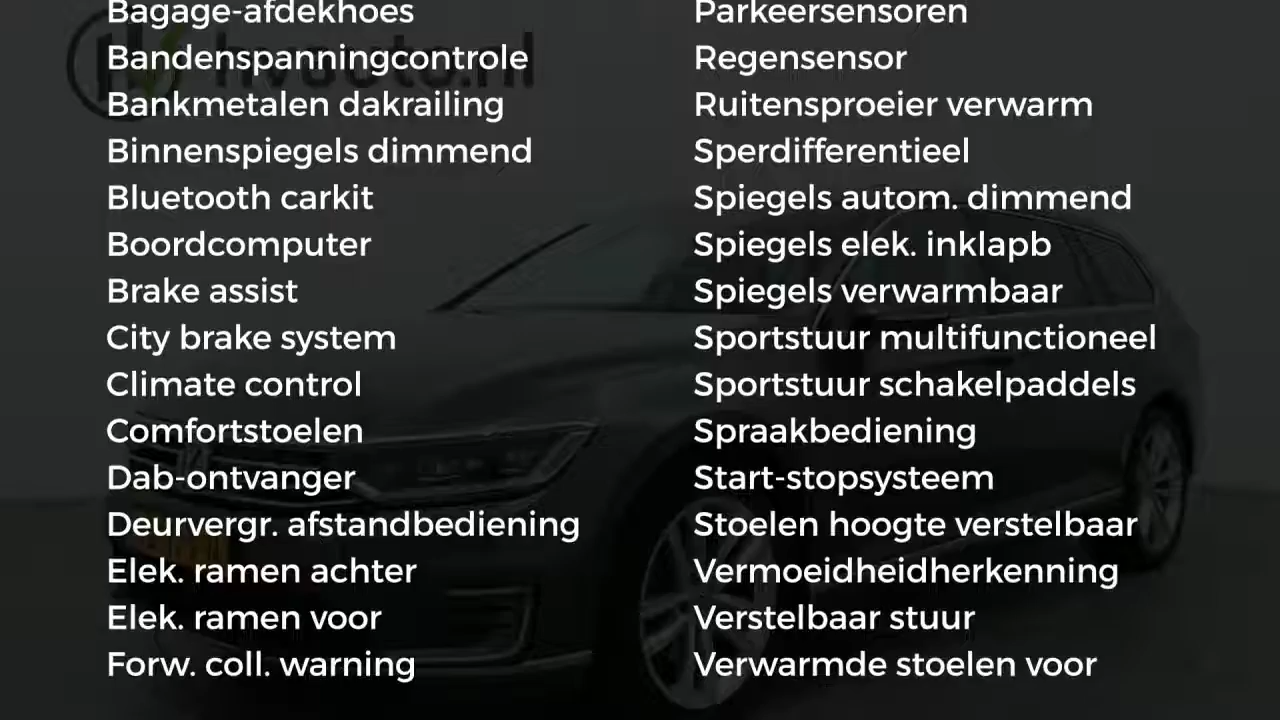 Bagage-afdekhoes
Bandenspanningcontrole
Bankmetalen dakrailing
Binnenspiegels dimmend
Bluetooth carkit
Boordcomputer
Brake assist
City brake system
Climate control
Comfortstoelen
Dab-ontvanger
Deurvergr. afstandbediening
Elek. ramen achter
Elek. ramen voor
Forw. coll. warning
Parkeersensoren
Regensensor
Ruitensproeier verwarm
Sperdifferentieel
Spiegels autom. dimmend
Spiegels elek. inklapb
Spiegels verwarmbaar
Sportstuur multifunctioneel
Sportstuur schakelpaddels
Spraakbediening
Start-stopsysteem
Stoelen hoogte verstelbaar
Vermoeidheidherkenning
Verstelbaar stuur
Verwarmde stoelen voor